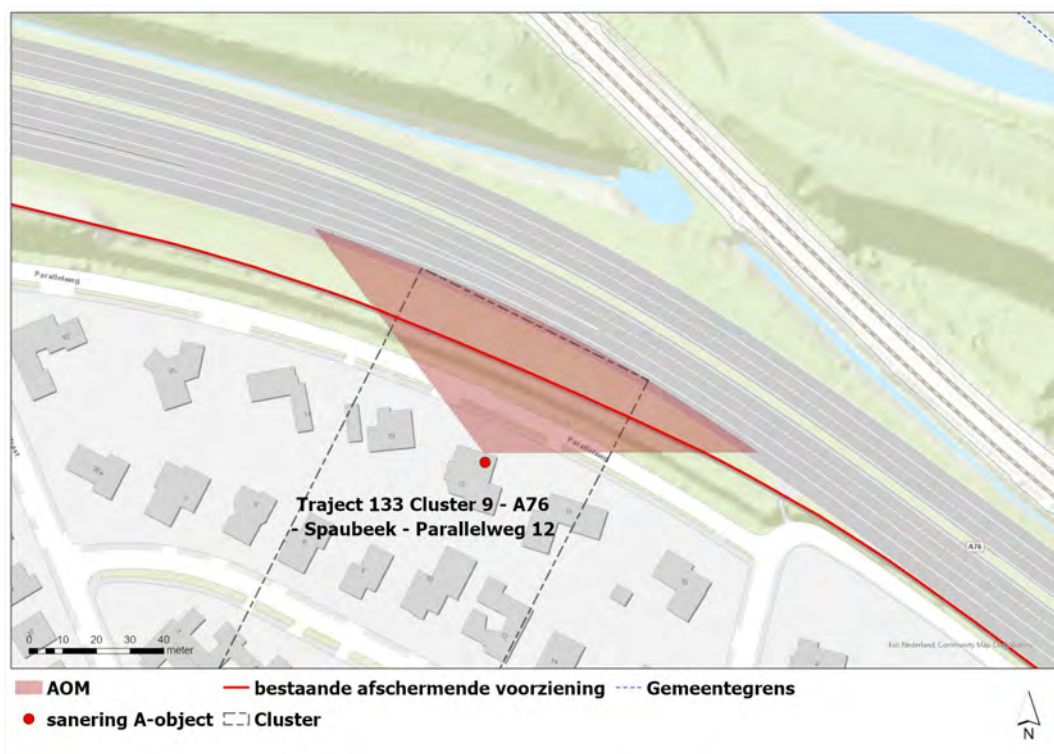 Parallelweg
Parallelweg
A76
12
Traject 133 Cluster 9 - A76
- Spaubeek - Parallelweg 12
0 10 20 30 40
meter
Esri Nederland, Community Map Contributors
AOM
bestaande afschermende voorziening
Gemeentegrens
sanering A-object
Cluster
N